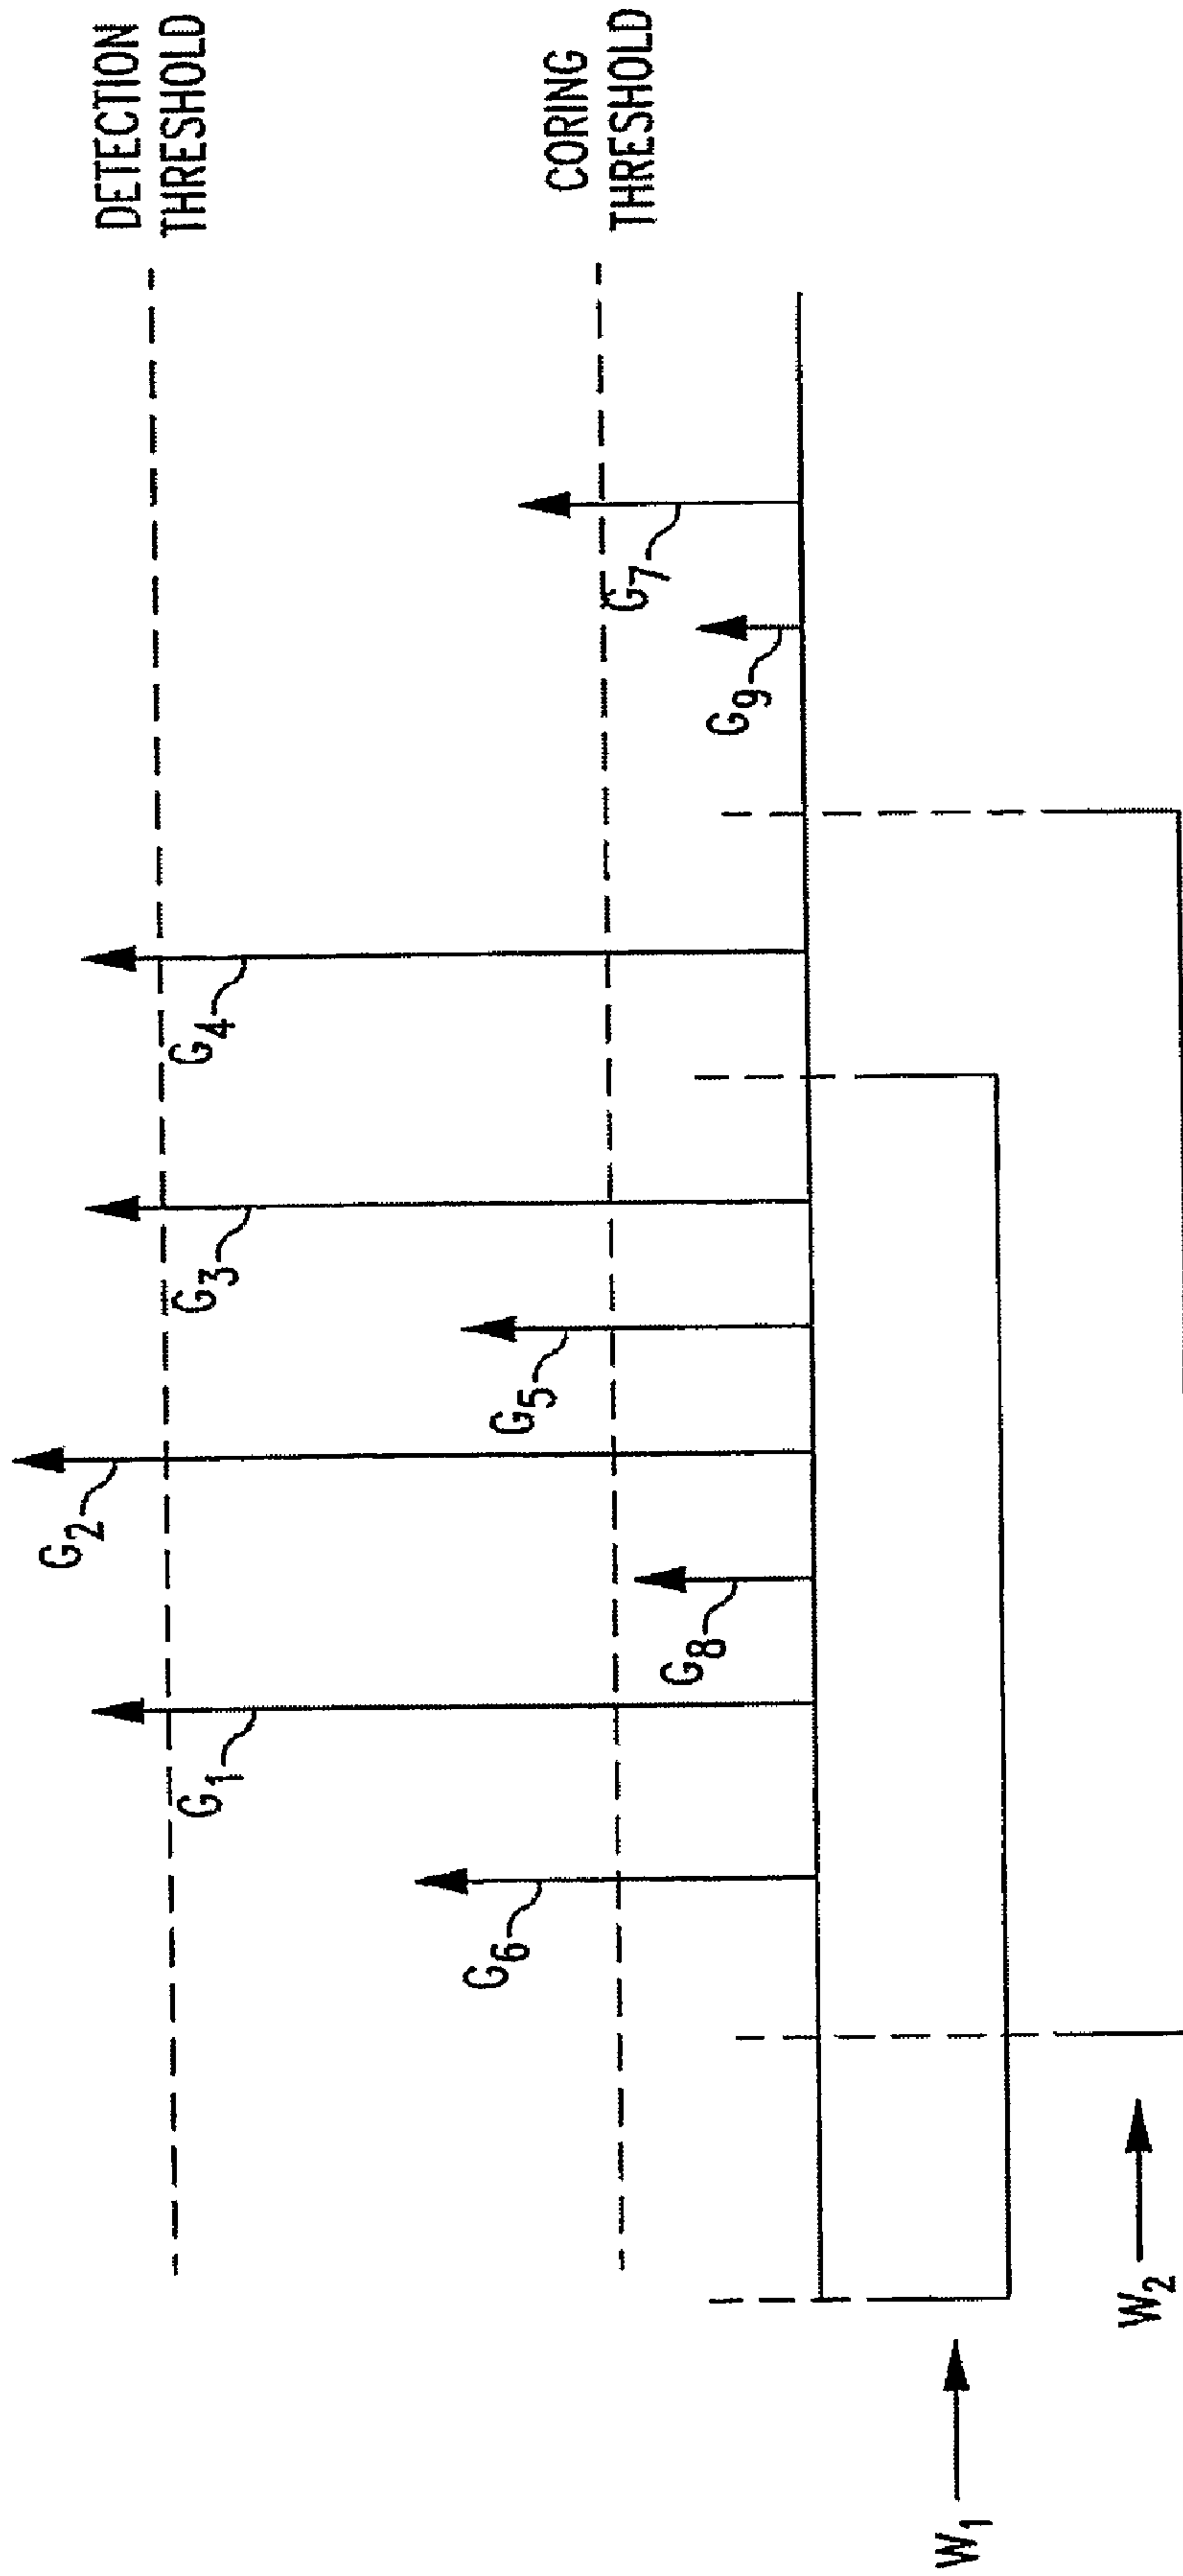 DETECTION
THRESHOLD
CORING
THRESHOLD
G6
G1
G8
G2
G5
G3
G4
G9
G7
W1
W2